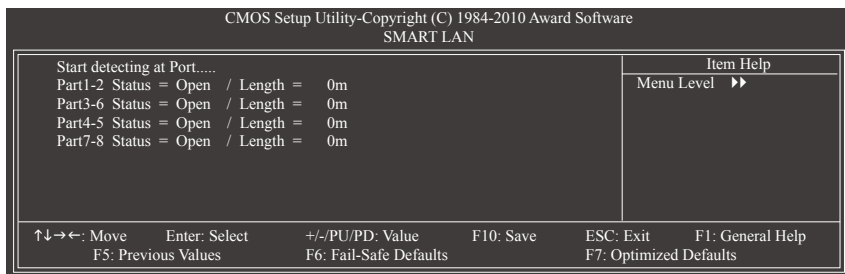 CMOS Setup Utility-Copyright (C) 1984-2010 Award Software
SMART LAN
Start detecting at Port.....
Part1-2 Status = Open / Length = 0m
Part3-6 Status = Open / Length = 0m
Part4-5 Status = Open / Length = 0m
Part7-8 Status = Open / Length = 0m
Item Help
Menu Level ▶▶
↑↓→←: Move Enter: Select +/-/PU/PD: Value F10: Save ESC: Exit F1: General Help
F5: Previous Values F6: Fail-Safe Defaults F7: Optimized Defaults